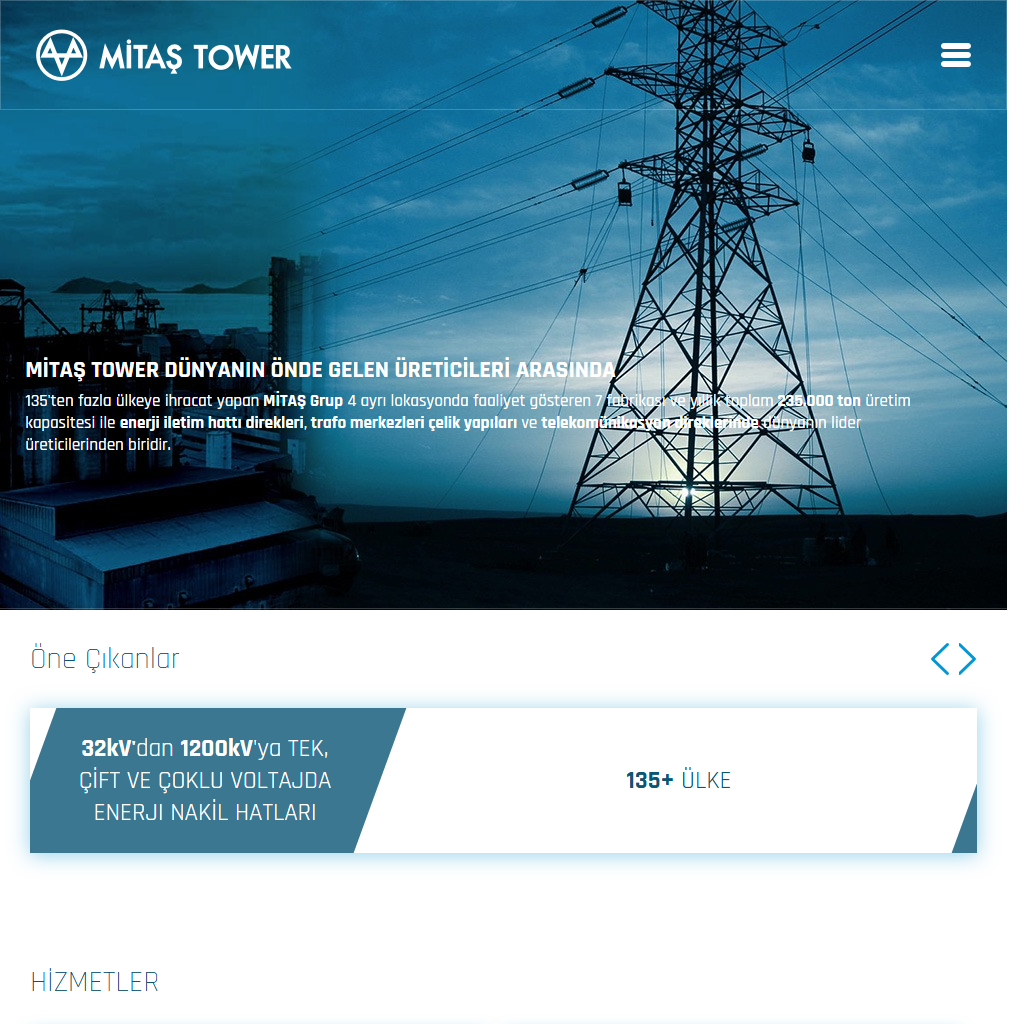 MİTAŞ TOWER
MİTAŞ TOWER DÜNYANIN ÖNDE GELEN ÜRETİCİLERİ ARASINDA
135'ten fazla ülkeye ihracat yapan MİTAŞ Grup 4 ayrı lokasyonda faaliyet gösteren 7 fabrikası ve yıllık toplam 235.000 ton üretim
kapasitesi ile enerji iletim hattı direkleri, trafo merkezleri çelik yapıları ve telekomünikasyon direklerinde dünyanın lider
üreticilerinden biridir.
Öne Çıkanlar
32kV'dan 1200kV'ya TEK,
ÇİFT VE ÇOKLU VOLTAJDA
ENERJI NAKİL HATLARI
135+ ÜLKE
HİZMETLER